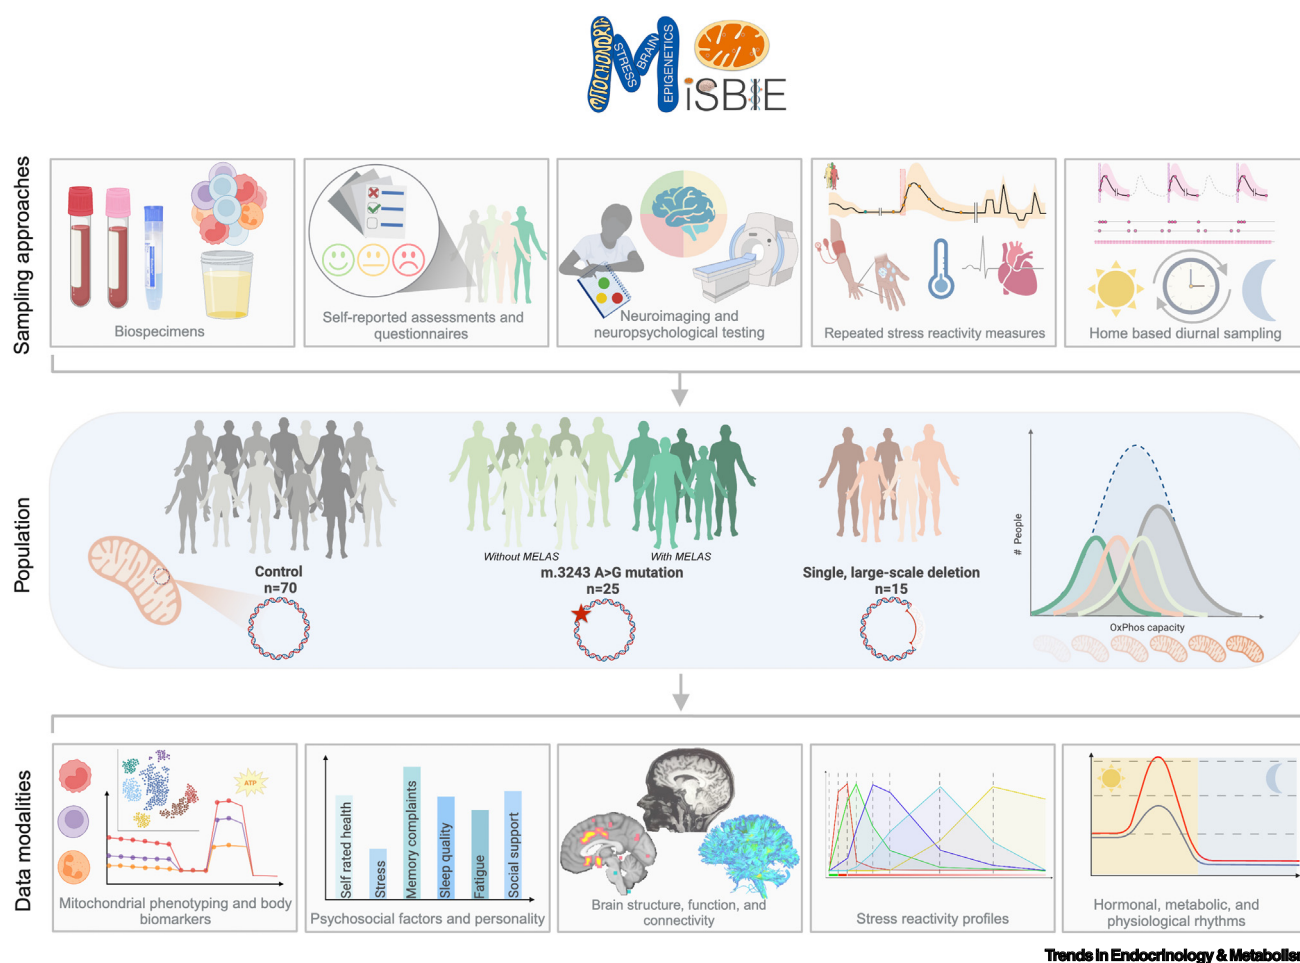 MITOCHONDRIA
STRESS
BRAIN
EPIGENETICS
MiSBIE
Sampling approaches
Biospecimens
Self-reported assessments and
questionnaires
Neuroimaging and
neuropsychological testing
Repeated stress reactivity measures
Home based diurnal sampling
Population
Without MELAS
With MELAS
Control
n=70
m.3243 A>G mutation
n=25
Single, large-scale deletion
n=15
# People
OxPhos capacity
Data modalities
ATP
Mitochondrial phenotyping and body
biomarkers
Self rated health
Stress
Memory complaints
Sleep quality
Fatigue
Social support
Psychosocial factors and personality
Brain structure, function, and
connectivity
Stress reactivity profiles
Hormonal, metabolic, and
physiological rhythms
Trends in Endocrinology & Metabolism